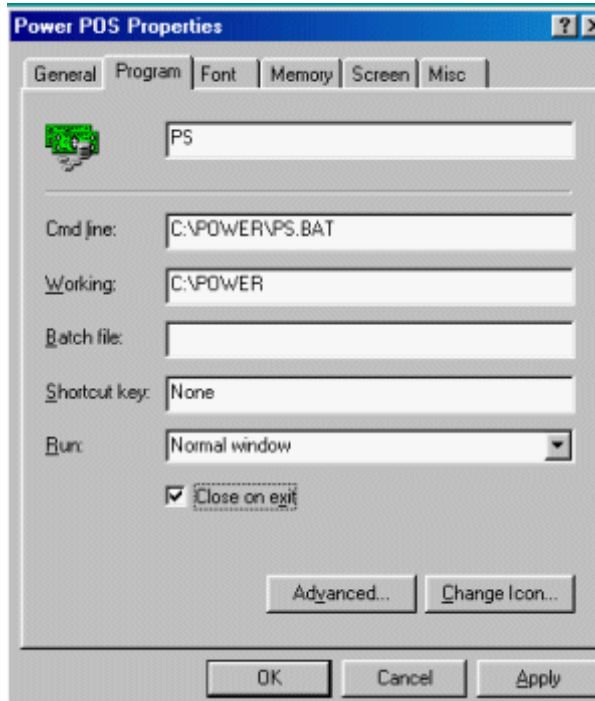 Power POS Properties
General Program Font Memory Screen Misc
PS
Cmd line: C:\POWER\PS.BAT
Working: C:\POWER
Batch file:
Shortcut key: None
Run: Normal window
Close on exit
Advanced... Change Icon...
OK Cancel Apply